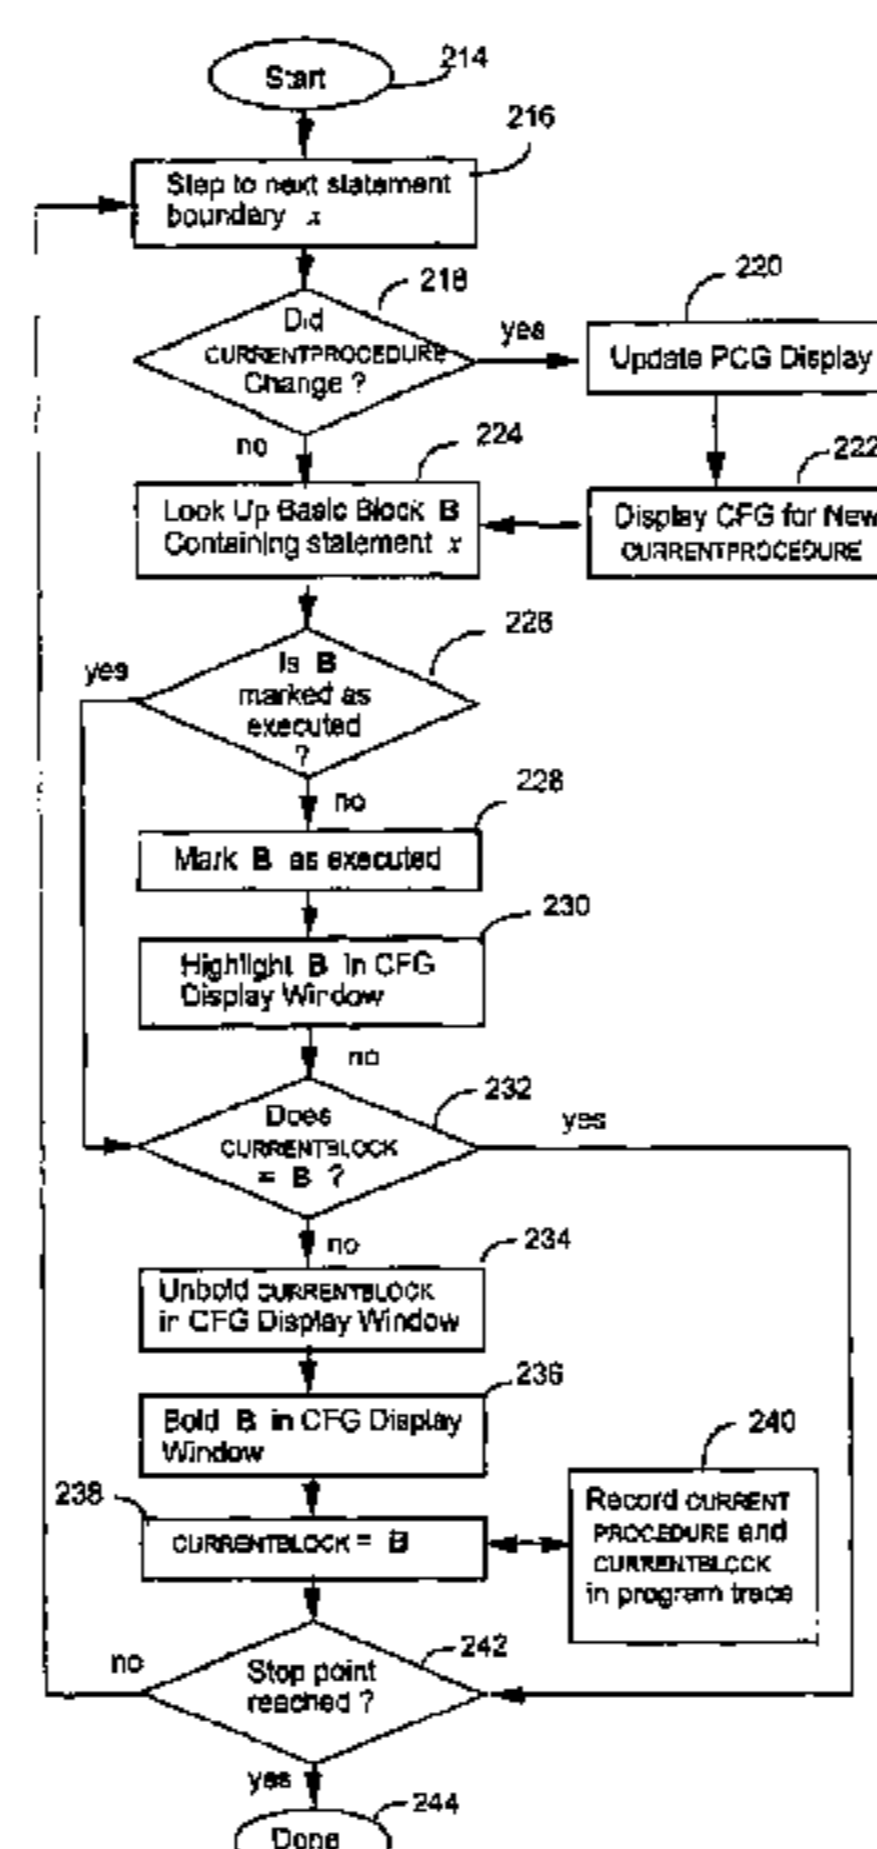 Start
214
216
Step to next statement
boundary x
218
Did
CURRENTPROCEDURE
Change ?
yes
220
Update PCG Display
no
224
222
Look Up Basic Block B
Containing statement x
Display CFG for New
CURRENTPROCEDURE
226
yes
Is B
marked as
executed
?
no
228
Mark B as executed
230
Highlight B in CFG
Display Window
no
232
Does
CURRENTBLOCK
= B ?
yes
no
234
Unbold CURRENTBLOCK
in CFG Display Window
236
Bold B in CFG Display
Window
238
CURRENTBLOCK = B
240
Record CURRENT
PROCEDURE and
CURRENTBLOCK
in program trace
242
no
Stop point
reached ?
yes
244
Done